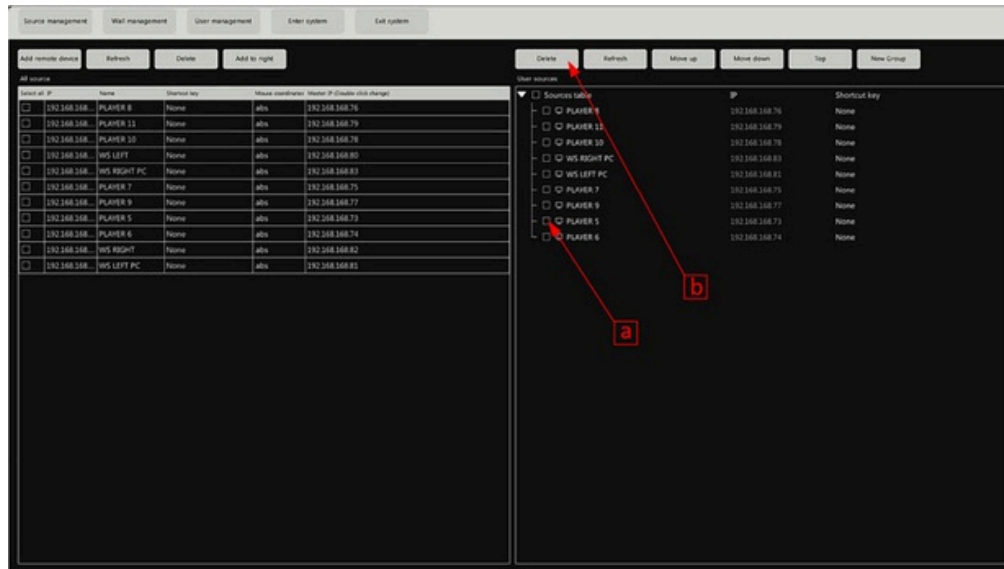 Source management Wall management User management Enter system Exit system
Add remote device Refresh Delete Add to right
Delete Refresh Move up Move down Top New Group
All source
User sources
Select all IP Name Shortcut key Mouse coordinates Master IP (Double click change)
192.168.168... PLAYER 8 None abs 192.168.168.76
192.168.168... PLAYER 11 None abs 192.168.168.79
192.168.168... PLAYER 10 None abs 192.168.168.78
192.168.168... WS LEFT None abs 192.168.168.80
192.168.168... WS RIGHT PC None abs 192.168.168.83
192.168.168... PLAYER 7 None abs 192.168.168.75
192.168.168... PLAYER 9 None abs 192.168.168.77
192.168.168... PLAYER 5 None abs 192.168.168.73
192.168.168... PLAYER 6 None abs 192.168.168.74
192.168.168... WS RIGHT None abs 192.168.168.82
192.168.168... WS LEFT PC None abs 192.168.168.81
Sources table IP Shortcut key
PLAYER 8 192.168.168.76 None
PLAYER 11 192.168.168.79 None
PLAYER 10 192.168.168.78 None
WS RIGHT PC 192.168.168.83 None
WS LEFT PC 192.168.168.81 None
PLAYER 7 192.168.168.75 None
PLAYER 9 192.168.168.77 None
PLAYER 5 192.168.168.73 None
PLAYER 6 192.168.168.74 None
b
a